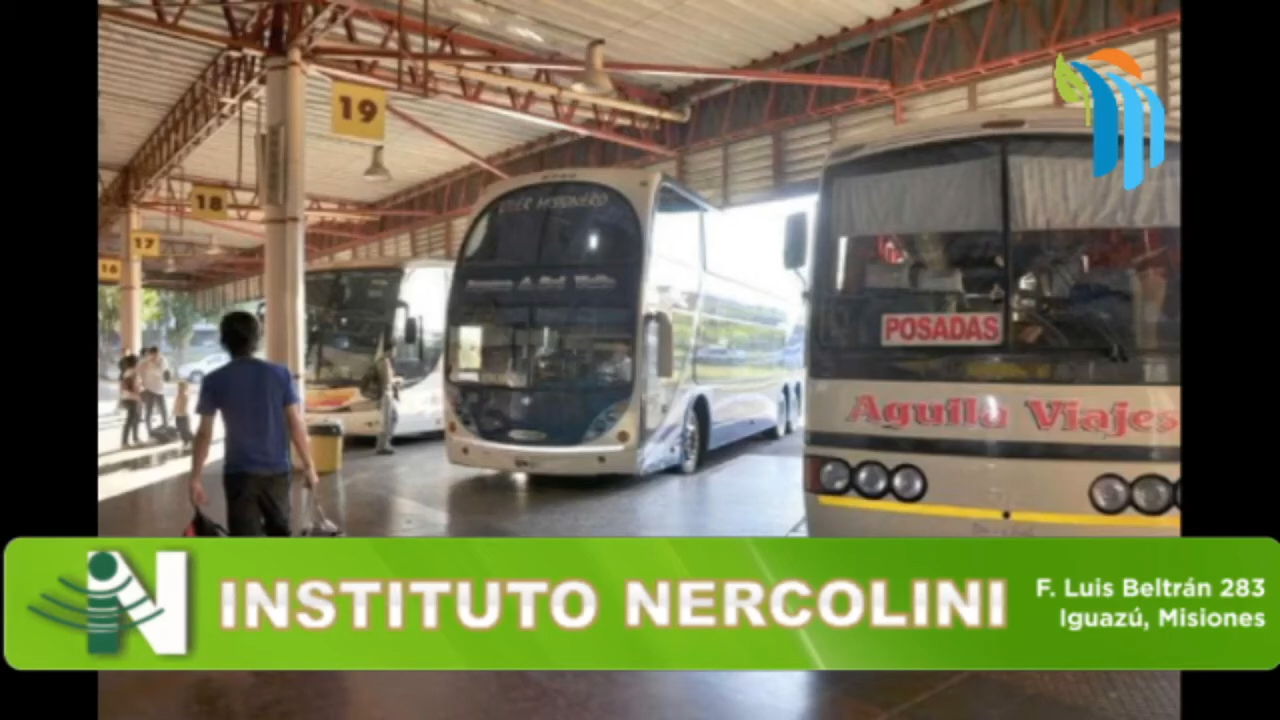 19
18
17
16
POSADAS
Aguila Viajes
INSTITUTO NERCOLINI
F. Luis Beltrán 283
Iguazú, Misiones